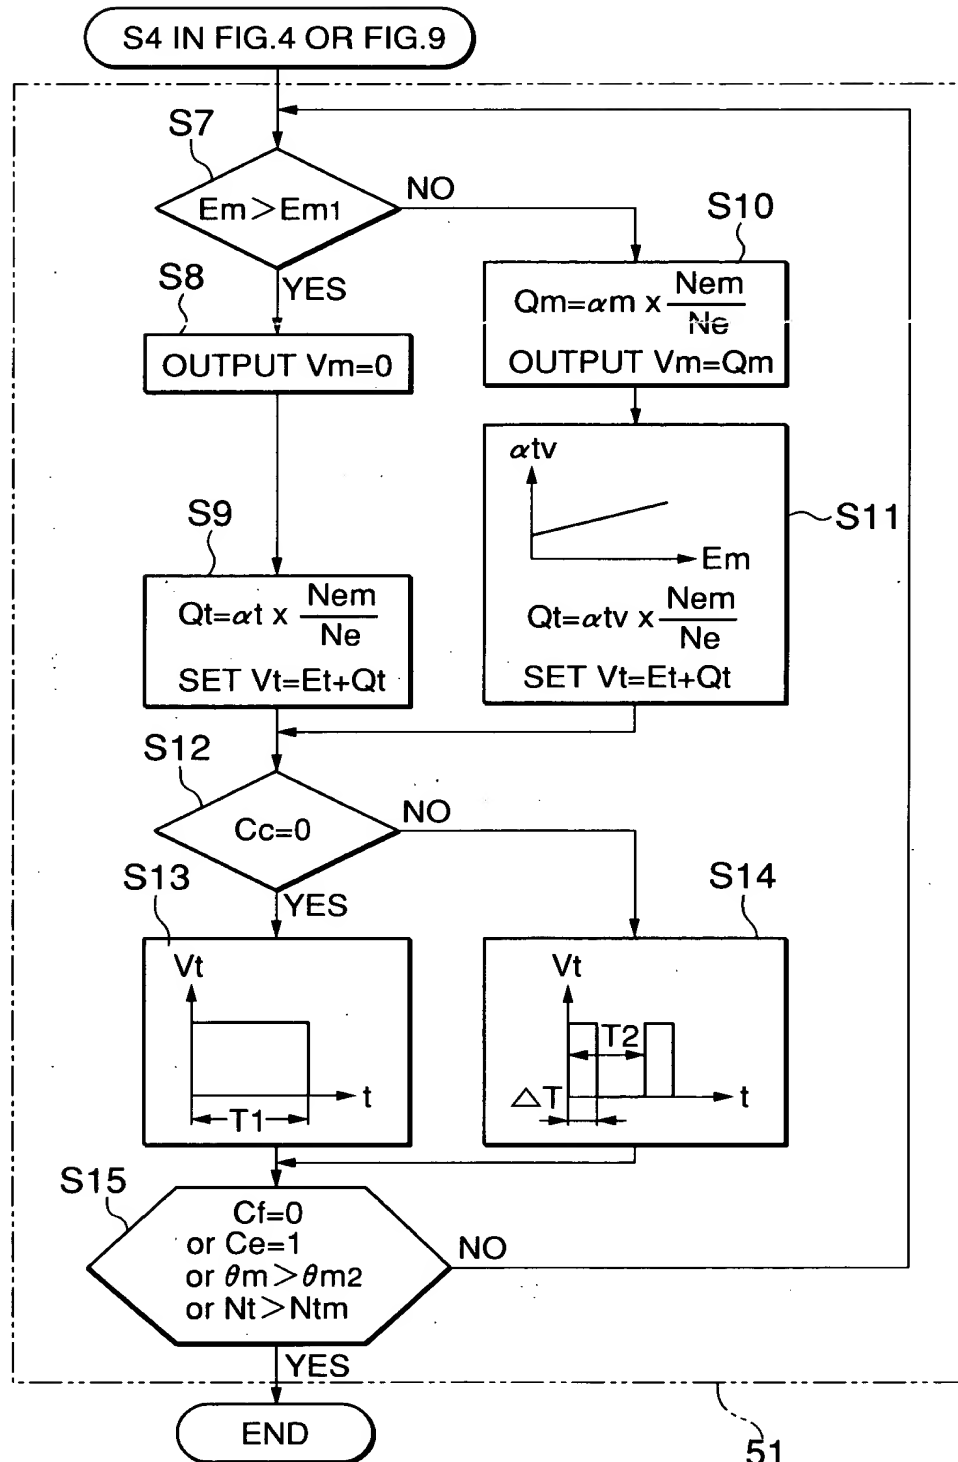 S4 IN FIG.4 OR FIG.9
S7
Em>Em1
NO
YES
S8
OUTPUT Vm=0
S10
Qm=αm x Nem/Ne
OUTPUT Vm=Qm
S9
Qt=αt x Nem/Ne
SET Vt=Et+Qt
S11
αtv
Em
Qt=αtv x Nem/Ne
SET Vt=Et+Qt
S12
Cc=0
NO
YES
S13
Vt
t
T1
S14
Vt
T2
△T
t
S15
Cf=0
or Ce=1
or θm>θm2
or Nt>Ntm
NO
YES
END
51